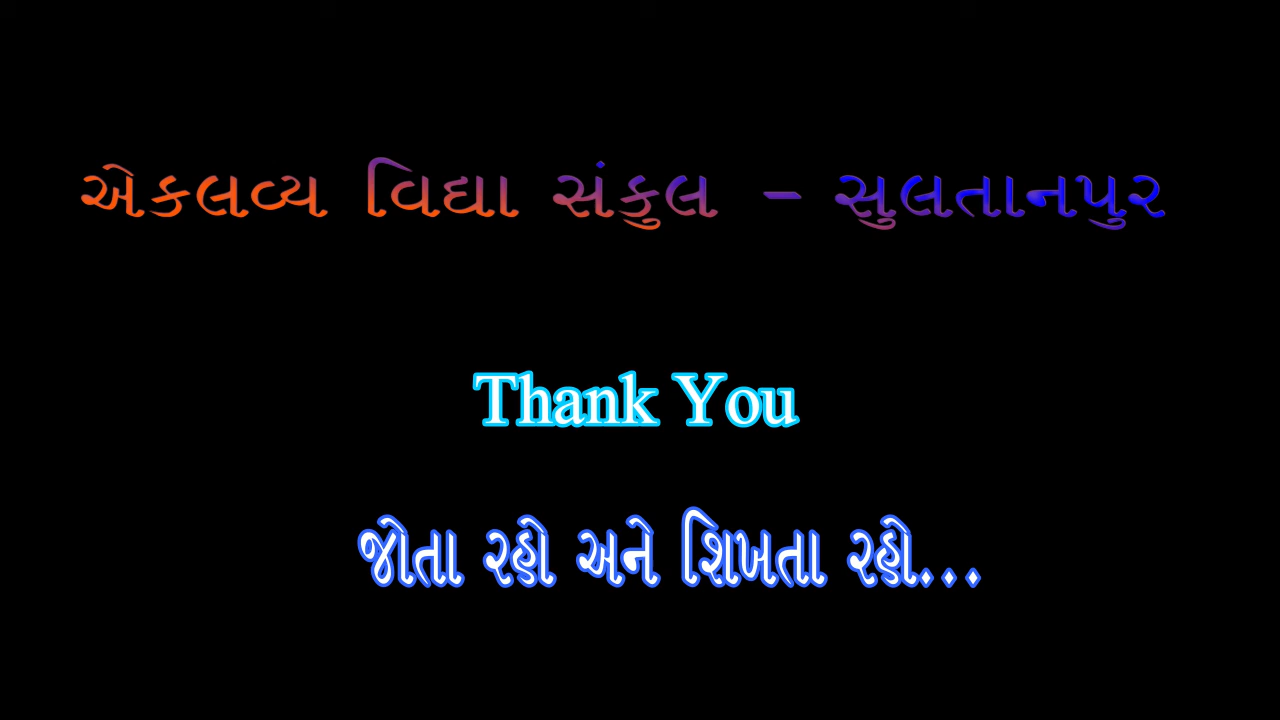 એકલવ્ય વિદ્યા સંકુલ - સુલતાનપુર
Thank You
જોતા રહો અને શિખતા રહો...